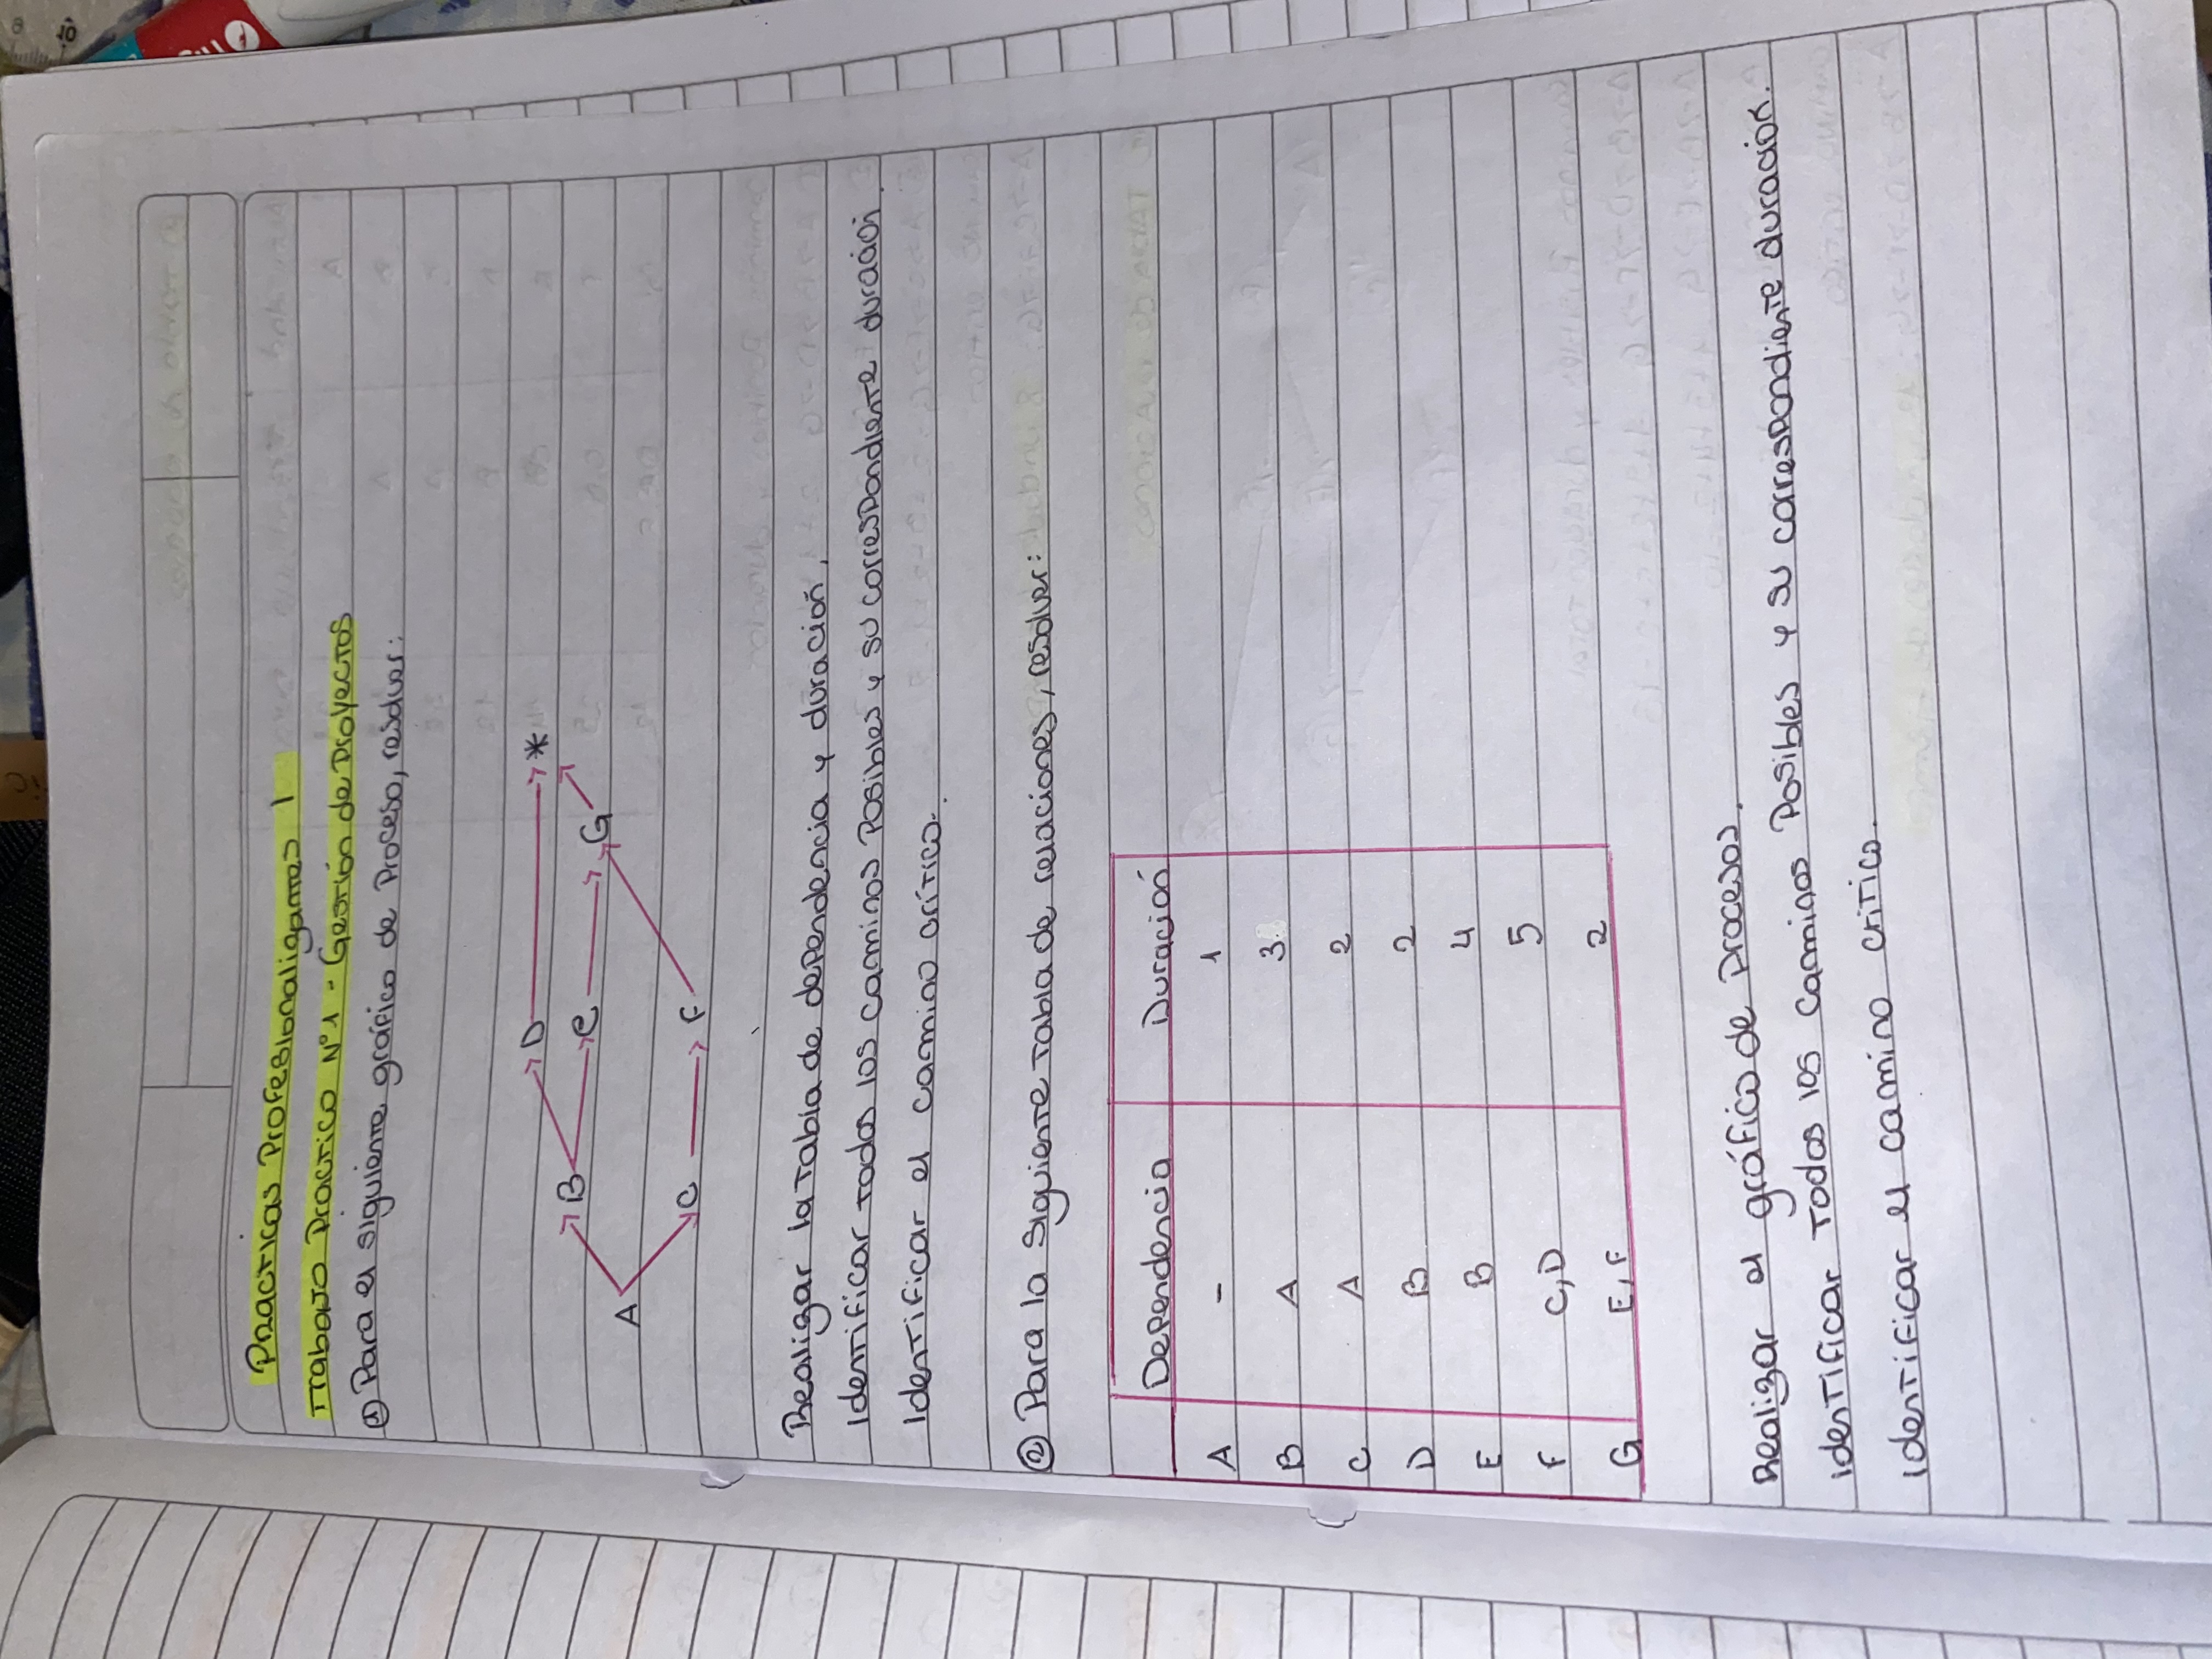 Practicas Profesionalizantes 1
Trabajo Practico N°1 - Gestión de Proyectos
① Para el siguiente gráfico de Proceso, resolver:
D *
B e G
A
C F
Realizar la tabla de dependencia y duración.
Identificar todos los caminos Posibles y su correspondiente duración.
Identificar el camino crítico.
② Para la siguiente tabla de relaciones, resolver:
Dependencia Duración
A - 1
B A 3
C A 2
D B 2
E B 4
F C,D 5
G E,F 2
Realizar el gráfico de Procesos.
identificar todos los caminos Posibles y su correspondiente duración.
identificar el camino critico.